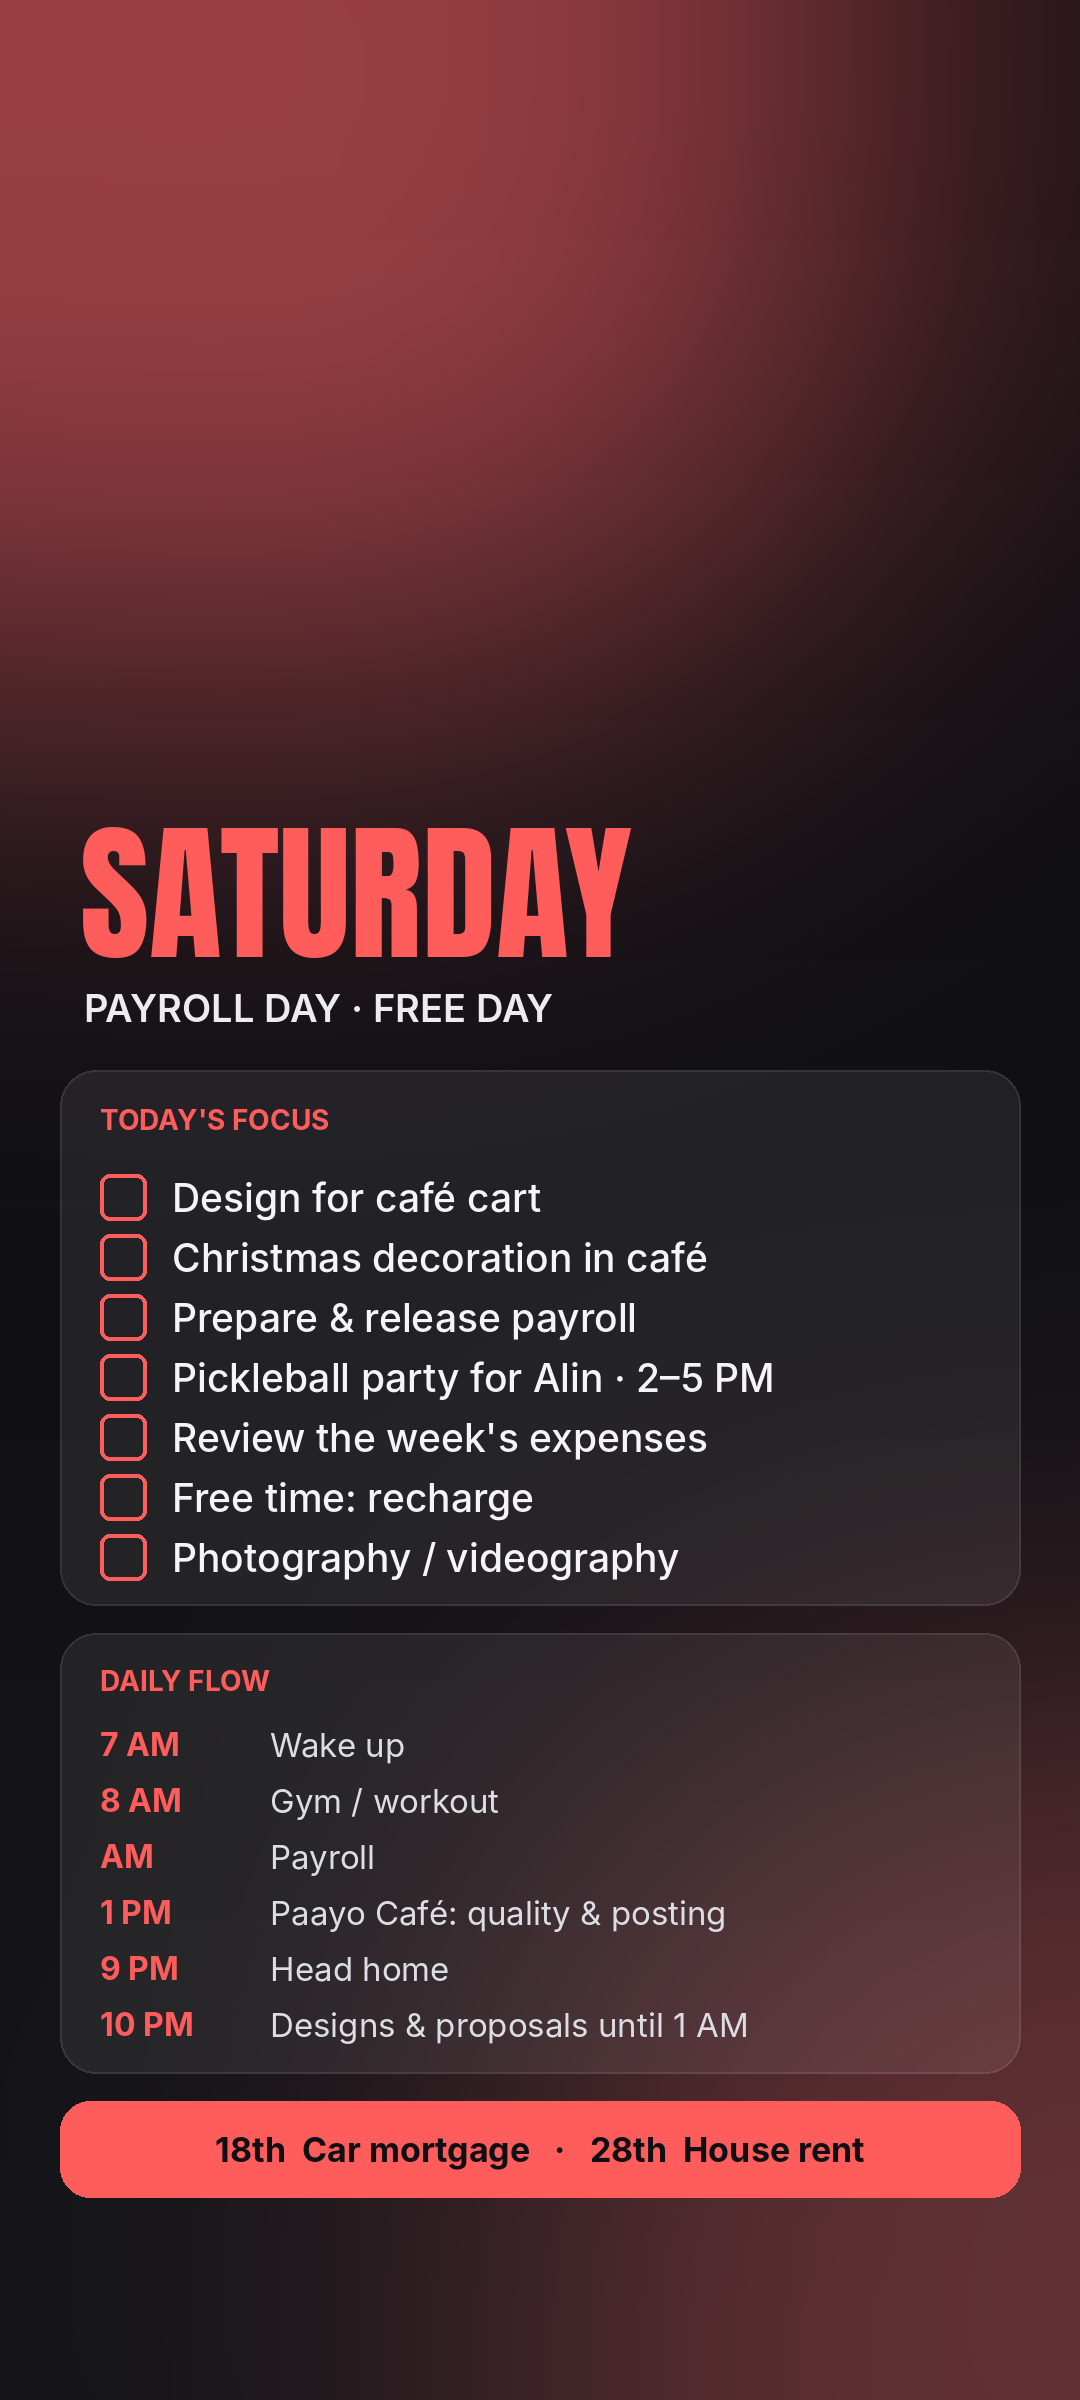 SATURDAY
PAYROLL DAY · FREE DAY
TODAY'S FOCUS
Design for café cart
Christmas decoration in café
Prepare & release payroll
Pickleball party for Alin · 2–5 PM
Review the week's expenses
Free time: recharge
Photography / videography
DAILY FLOW
7 AM Wake up
8 AM Gym / workout
AM Payroll
1 PM Paayo Café: quality & posting
9 PM Head home
10 PM Designs & proposals until 1 AM
18th Car mortgage · 28th House rent